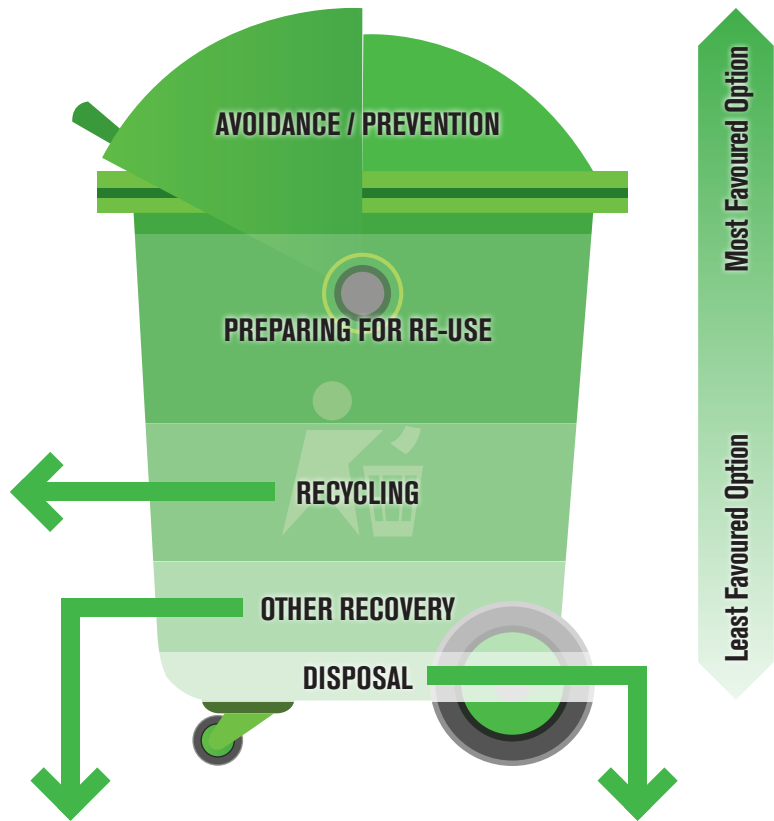 AVOIDANCE / PREVENTION
PREPARING FOR RE-USE
RECYCLING
OTHER RECOVERY
DISPOSAL
Most Favoured Option
Least Favoured Option